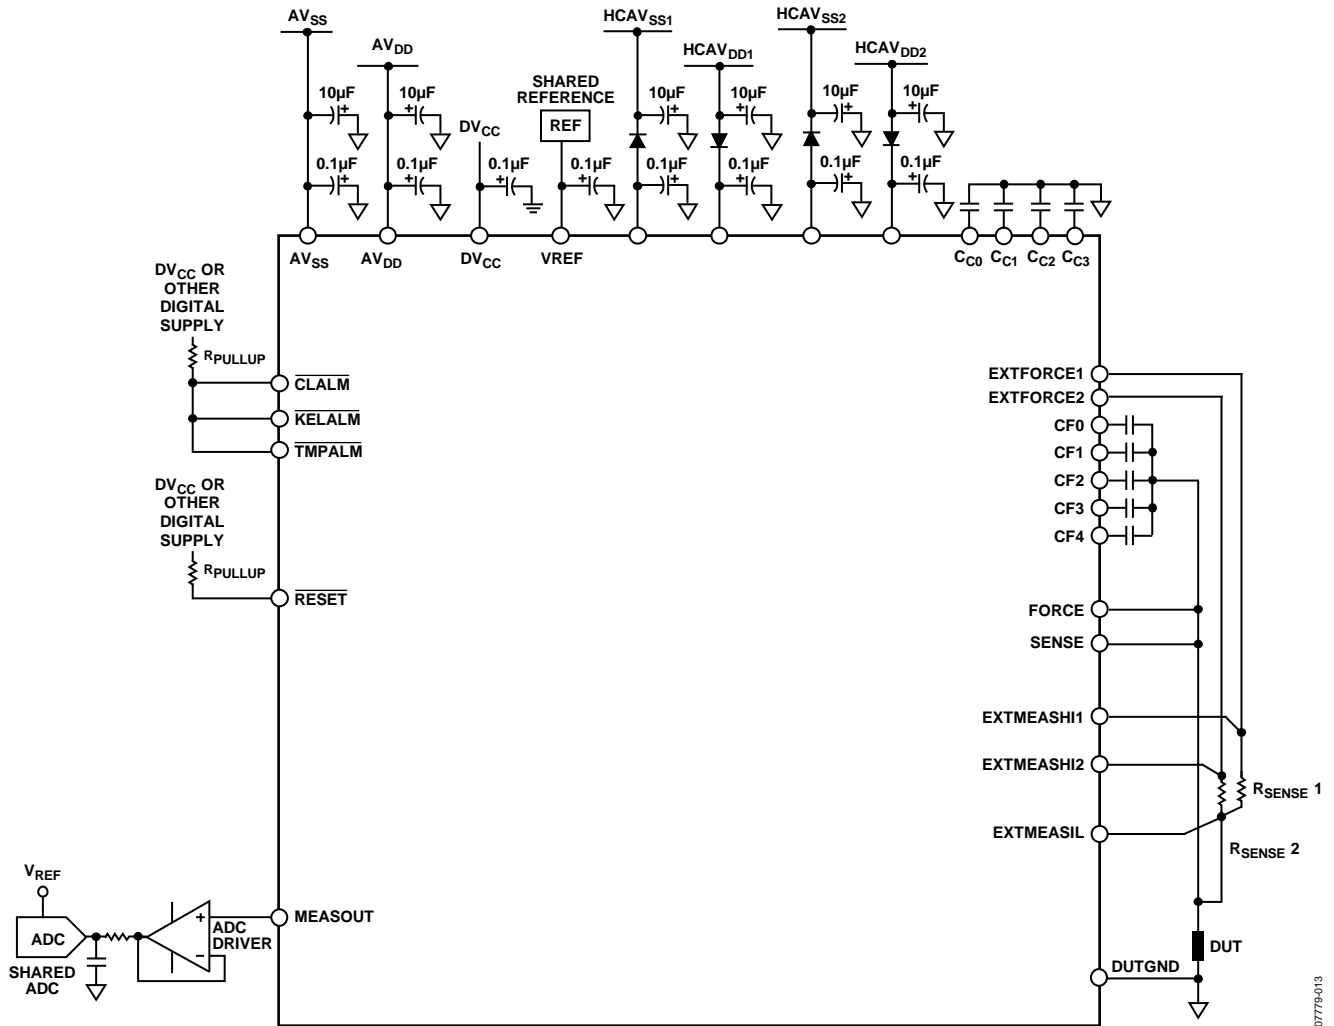 AVSS
HCAVSS1
HCAVSS2
AVDD
HCAVDD1
HCAVDD2
10µF
10µF
SHARED
REFERENCE
REF
10µF
10µF
10µF
10µF
DVCC
0.1µF
0.1µF
0.1µF
0.1µF
0.1µF
0.1µF
0.1µF
0.1µF
+
+
+
+
+
+
+
+
+
+
+
+
+
+
AVSS
AVDD
DVCC
VREF
CC0
CC1
CC2
CC3
DVCC OR
OTHER
DIGITAL
SUPPLY
RPULLUP
CLALM
KELALM
TMPALM
DVCC OR
OTHER
DIGITAL
SUPPLY
RPULLUP
RESET
EXTFORCE1
EXTFORCE2
CF0
CF1
CF2
CF3
CF4
FORCE
SENSE
EXTMEASHI1
EXTMEASHI2
RSENSE 1
EXTMEASIL
RSENSE 2
VREF
ADC
SHARED
ADC
+
−
ADC
DRIVER
MEASOUT
DUT
DUTGND
07779-013